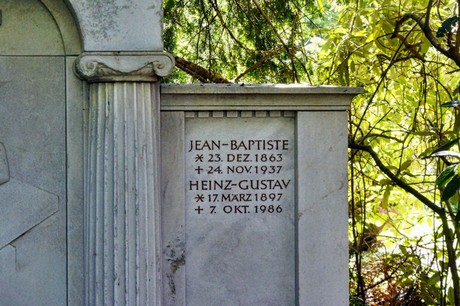 JEAN-BAPTISTE
* 23. DEZ. 1863
+ 24. NOV. 1937
HEINZ-GUSTAV
* 17. MÄRZ 1897
+ 7. OKT. 1986